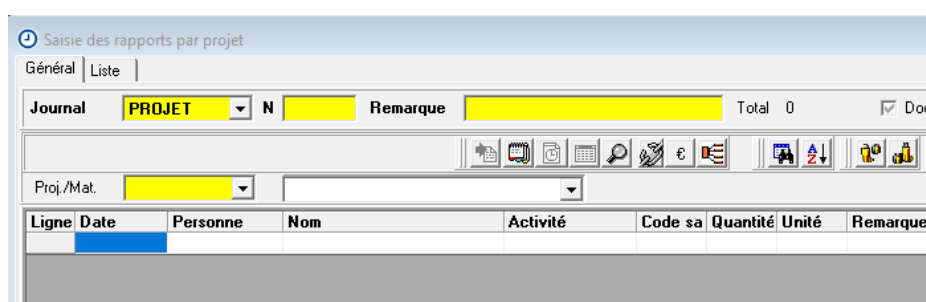 Saisie des rapports par projet
Général Liste
Journal PROJET N Remarque Total 0 Do
€
Proj./Mat.
Ligne Date Personne Nom Activité Code sa Quantité Unité Remarque